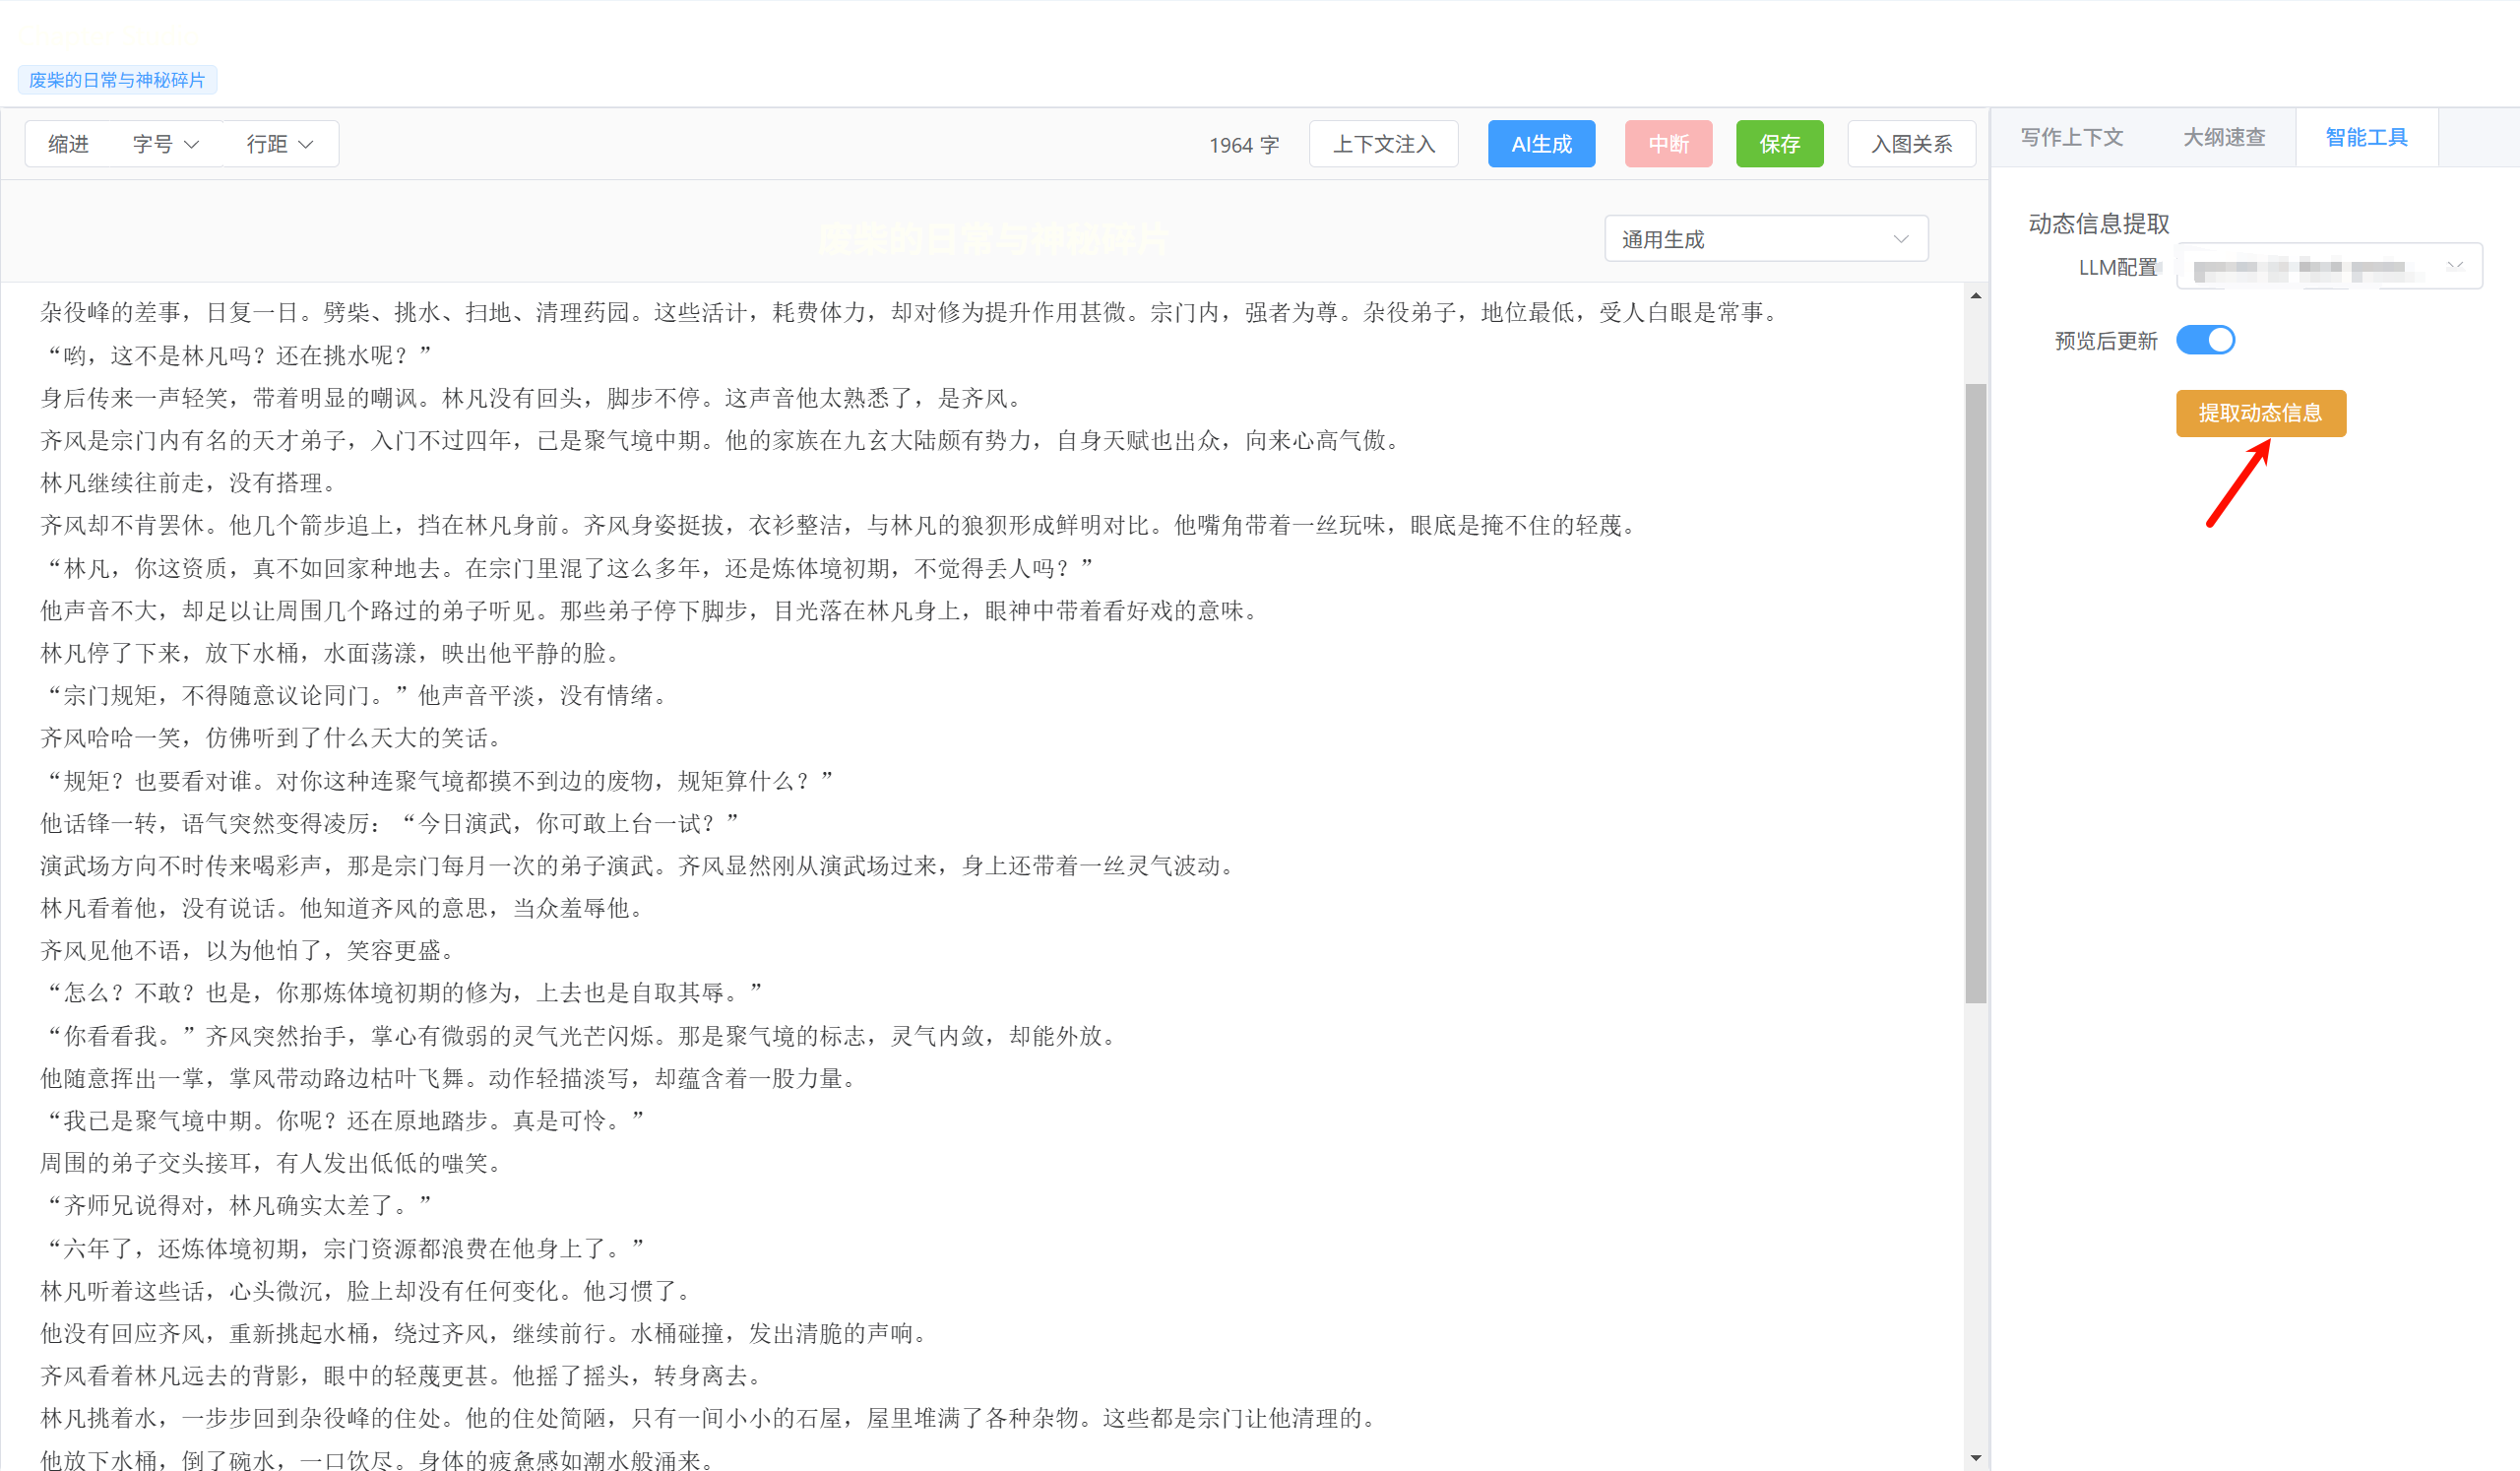 废柴的日常与神秘碎片
缩进 字号 行距 1964 字 上下文注入 AI生成 中断 保存 入图关系
写作上下文 大纲速查 智能工具
废柴的日常与神秘碎片 通用生成
动态信息提取
LLM配置
预览后更新
提取动态信息
杂役峰的差事，日复一日。劈柴、挑水、扫地、清理药园。这些活计，耗费体力，却对修为提升作用甚微。宗门内，强者为尊。杂役弟子，地位最低，受人白眼是常事。
“哟，这不是林凡吗？还在挑水呢？”
身后传来一声轻笑，带着明显的嘲讽。林凡没有回头，脚步不停。这声音他太熟悉了，是齐风。
齐风是宗门内有名的天才弟子，入门不过四年，已是聚气境中期。他的家族在九玄大陆颇有势力，自身天赋也出众，向来心高气傲。
林凡继续往前走，没有搭理。
齐风却不肯罢休。他几个箭步追上，挡在林凡身前。齐风身姿挺拔，衣衫整洁，与林凡的狼狈形成鲜明对比。他嘴角带着一丝玩味，眼底是掩不住的轻蔑。
“林凡，你这资质，真不如回家种地去。在宗门里混了这么多年，还是炼体境初期，不觉得丢人吗？”
他声音不大，却足以让周围几个路过的弟子听见。那些弟子停下脚步，目光落在林凡身上，眼神中带着看好戏的意味。
林凡停了下来，放下水桶，水面荡漾，映出他平静的脸。
“宗门规矩，不得随意议论同门。”他声音平淡，没有情绪。
齐风哈哈一笑，仿佛听到了什么天大的笑话。
“规矩？也要看对谁。对你这种连聚气境都摸不到边的废物，规矩算什么？”
他话锋一转，语气突然变得凌厉：“今日演武，你可敢上台一试？”
演武场方向不时传来喝彩声，那是宗门每月一次的弟子演武。齐风显然刚从演武场过来，身上还带着一丝灵气波动。
林凡看着他，没有说话。他知道齐风的意思，当众羞辱他。
齐风见他不语，以为他怕了，笑容更盛。
“怎么？不敢？也是，你那炼体境初期的修为，上去也是自取其辱。”
“你看看我。”齐风突然抬手，掌心有微弱的灵气光芒闪烁。那是聚气境的标志，灵气内敛，却能外放。
他随意挥出一掌，掌风带动路边枯叶飞舞。动作轻描淡写，却蕴含着一股力量。
“我已是聚气境中期。你呢？还在原地踏步。真是可怜。”
周围的弟子交头接耳，有人发出低低的嗤笑。
“齐师兄说得对，林凡确实太差了。”
“六年了，还炼体境初期，宗门资源都浪费在他身上了。”
林凡听着这些话，心头微沉，脸上却没有任何变化。他习惯了。
他没有回应齐风，重新挑起水桶，绕过齐风，继续前行。水桶碰撞，发出清脆的声响。
齐风看着林凡远去的背影，眼中的轻蔑更甚。他摇了摇头，转身离去。
林凡挑着水，一步步回到杂役峰的住处。他的住处简陋，只有一间小小的石屋，屋里堆满了各种杂物。这些都是宗门让他清理的。
他放下水桶，倒了碗水，一口饮尽。身体的疲惫感如潮水般涌来。